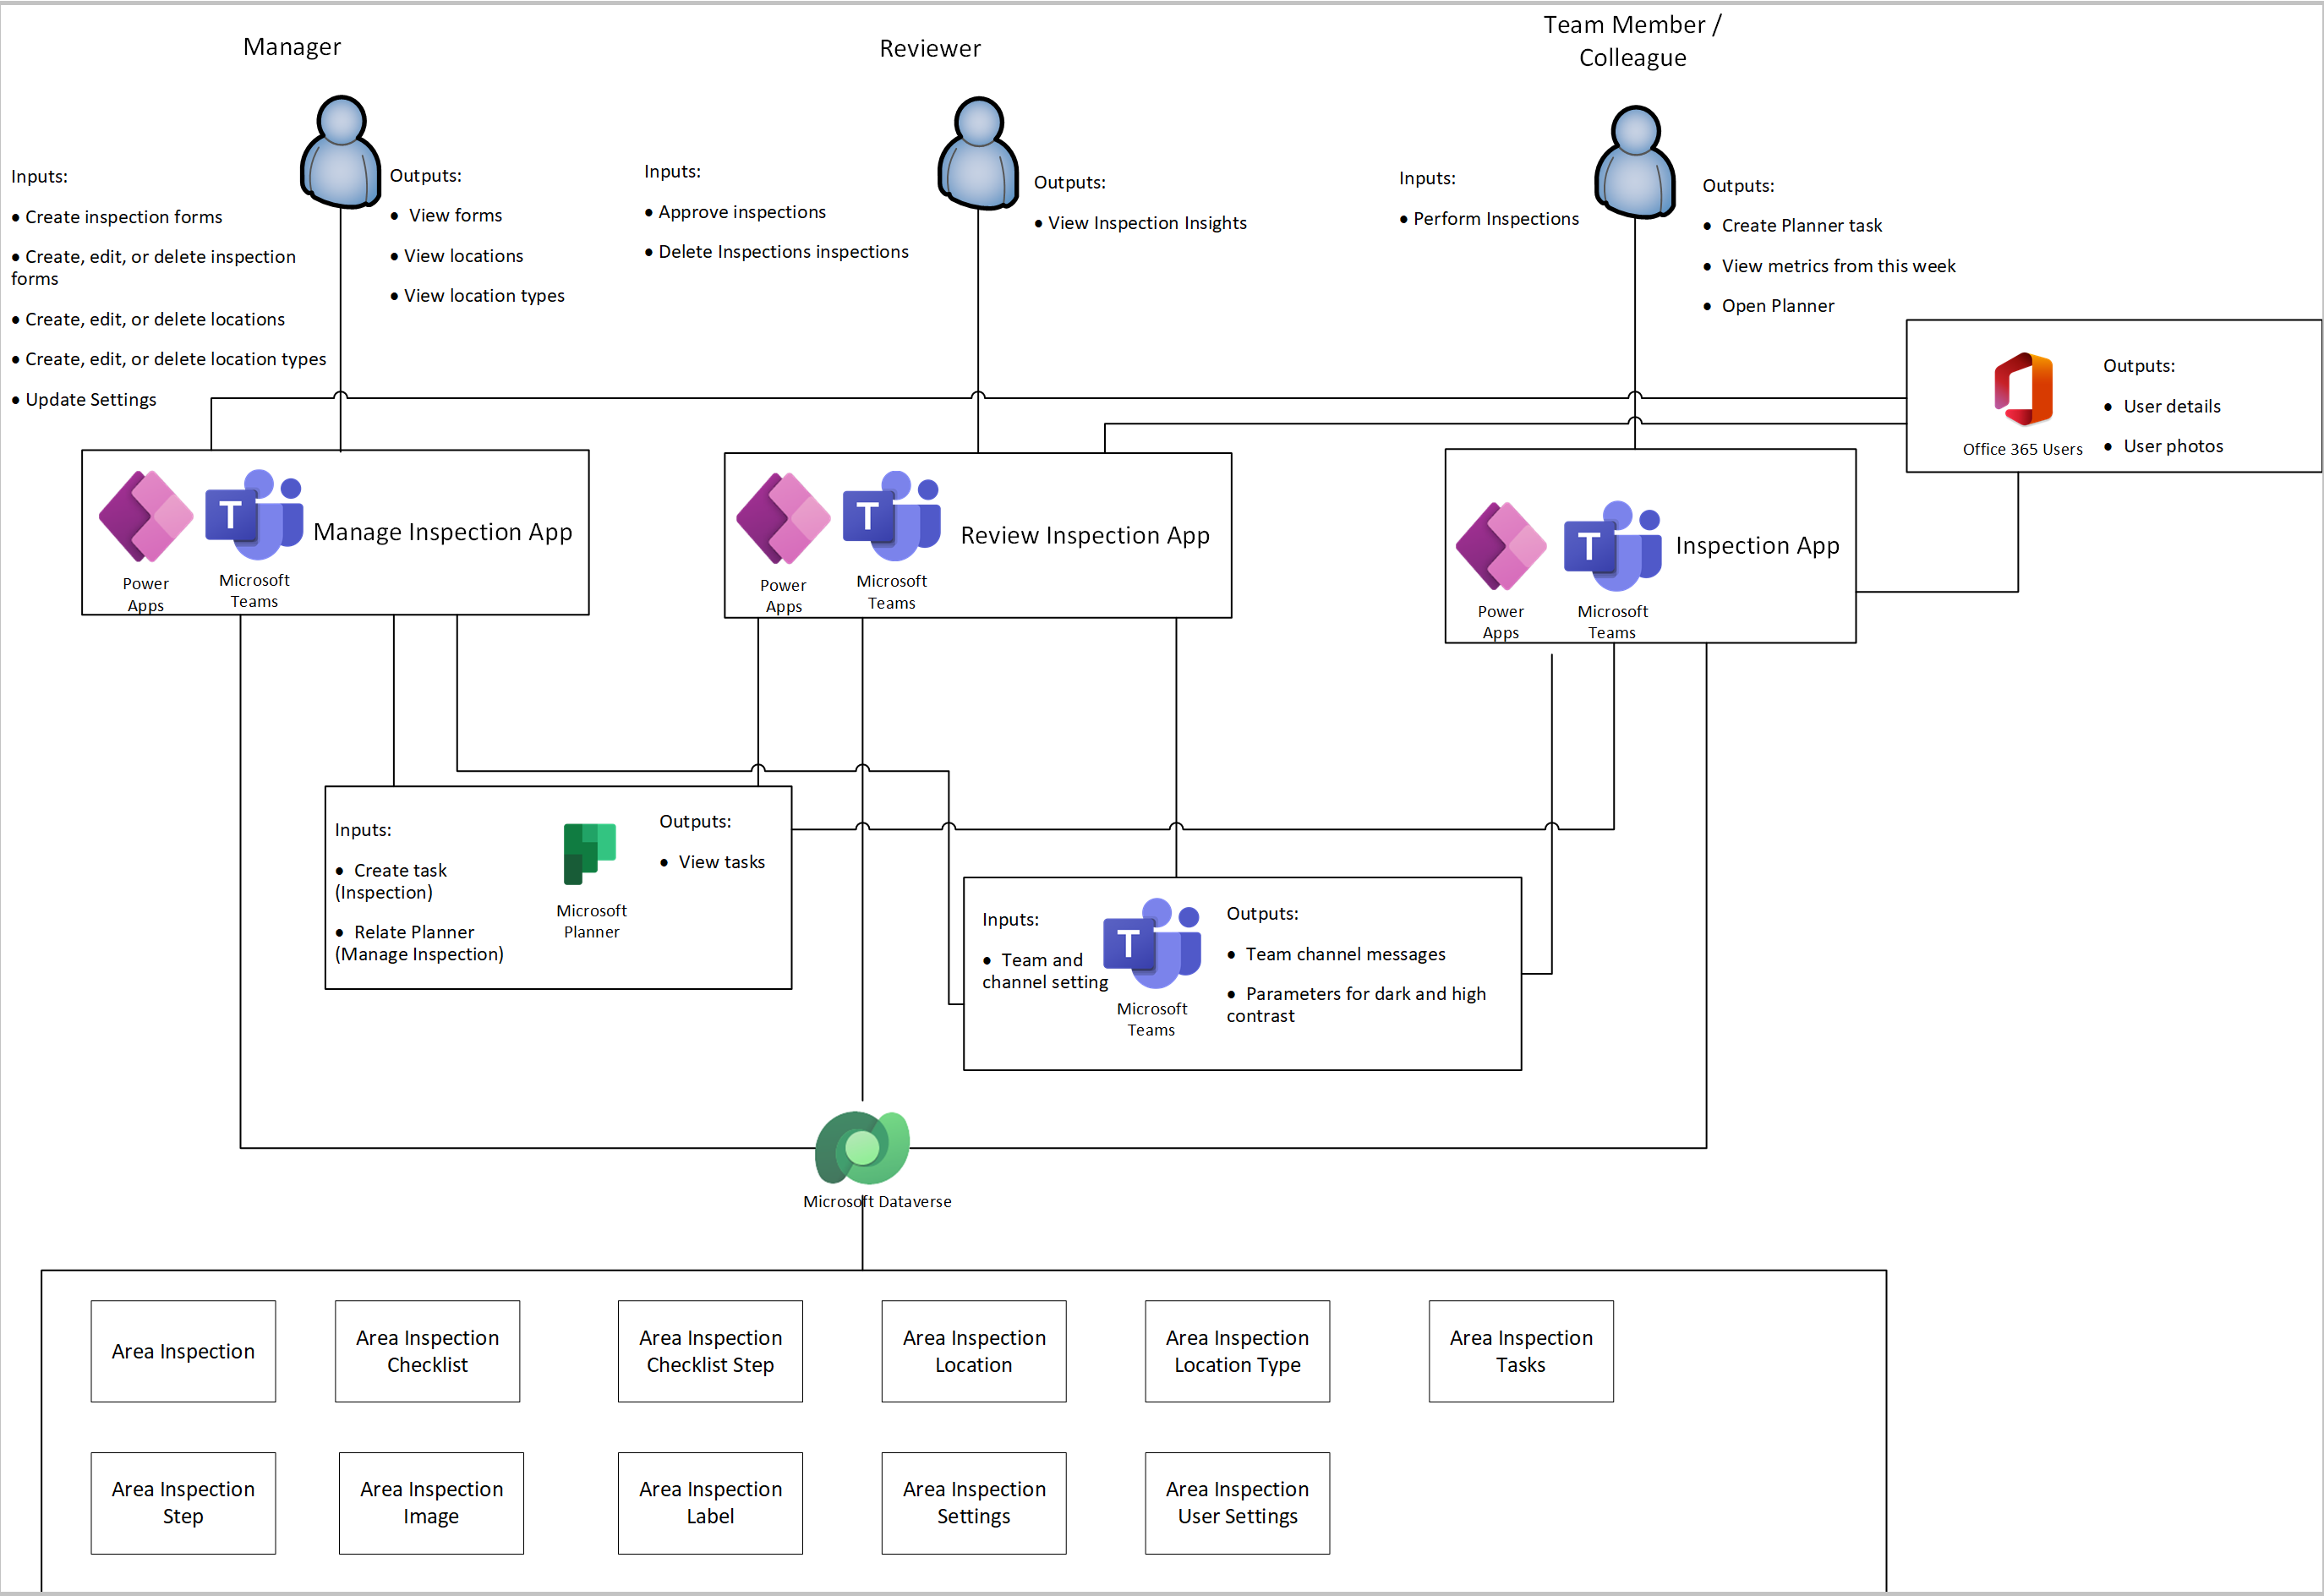 Manager
Reviewer
Team Member /
Colleague
Inputs:
• Create inspection forms
• Create, edit, or delete inspection
forms
• Create, edit, or delete locations
• Create, edit, or delete location types
• Update Settings
Outputs:
• View forms
• View locations
• View location types
Inputs:
• Approve inspections
• Delete Inspections inspections
Outputs:
• View Inspection Insights
Inputs:
• Perform Inspections
Outputs:
• Create Planner task
• View metrics from this week
• Open Planner
Office 365 Users
Outputs:
• User details
• User photos
Power
Apps
T
Microsoft
Teams
Manage Inspection App
Power
Apps
T
Microsoft
Teams
Review Inspection App
Power
Apps
T
Microsoft
Teams
Inspection App
Inputs:
• Create task
(Inspection)
• Relate Planner
(Manage Inspection)
Microsoft
Planner
Outputs:
• View tasks
Inputs:
• Team and
channel setting
T
Microsoft
Teams
Outputs:
• Team channel messages
• Parameters for dark and high
contrast
Microsoft Dataverse
Area Inspection
Area Inspection
Checklist
Area Inspection
Checklist Step
Area Inspection
Location
Area Inspection
Location Type
Area Inspection
Tasks
Area Inspection
Step
Area Inspection
Image
Area Inspection
Label
Area Inspection
Settings
Area Inspection
User Settings